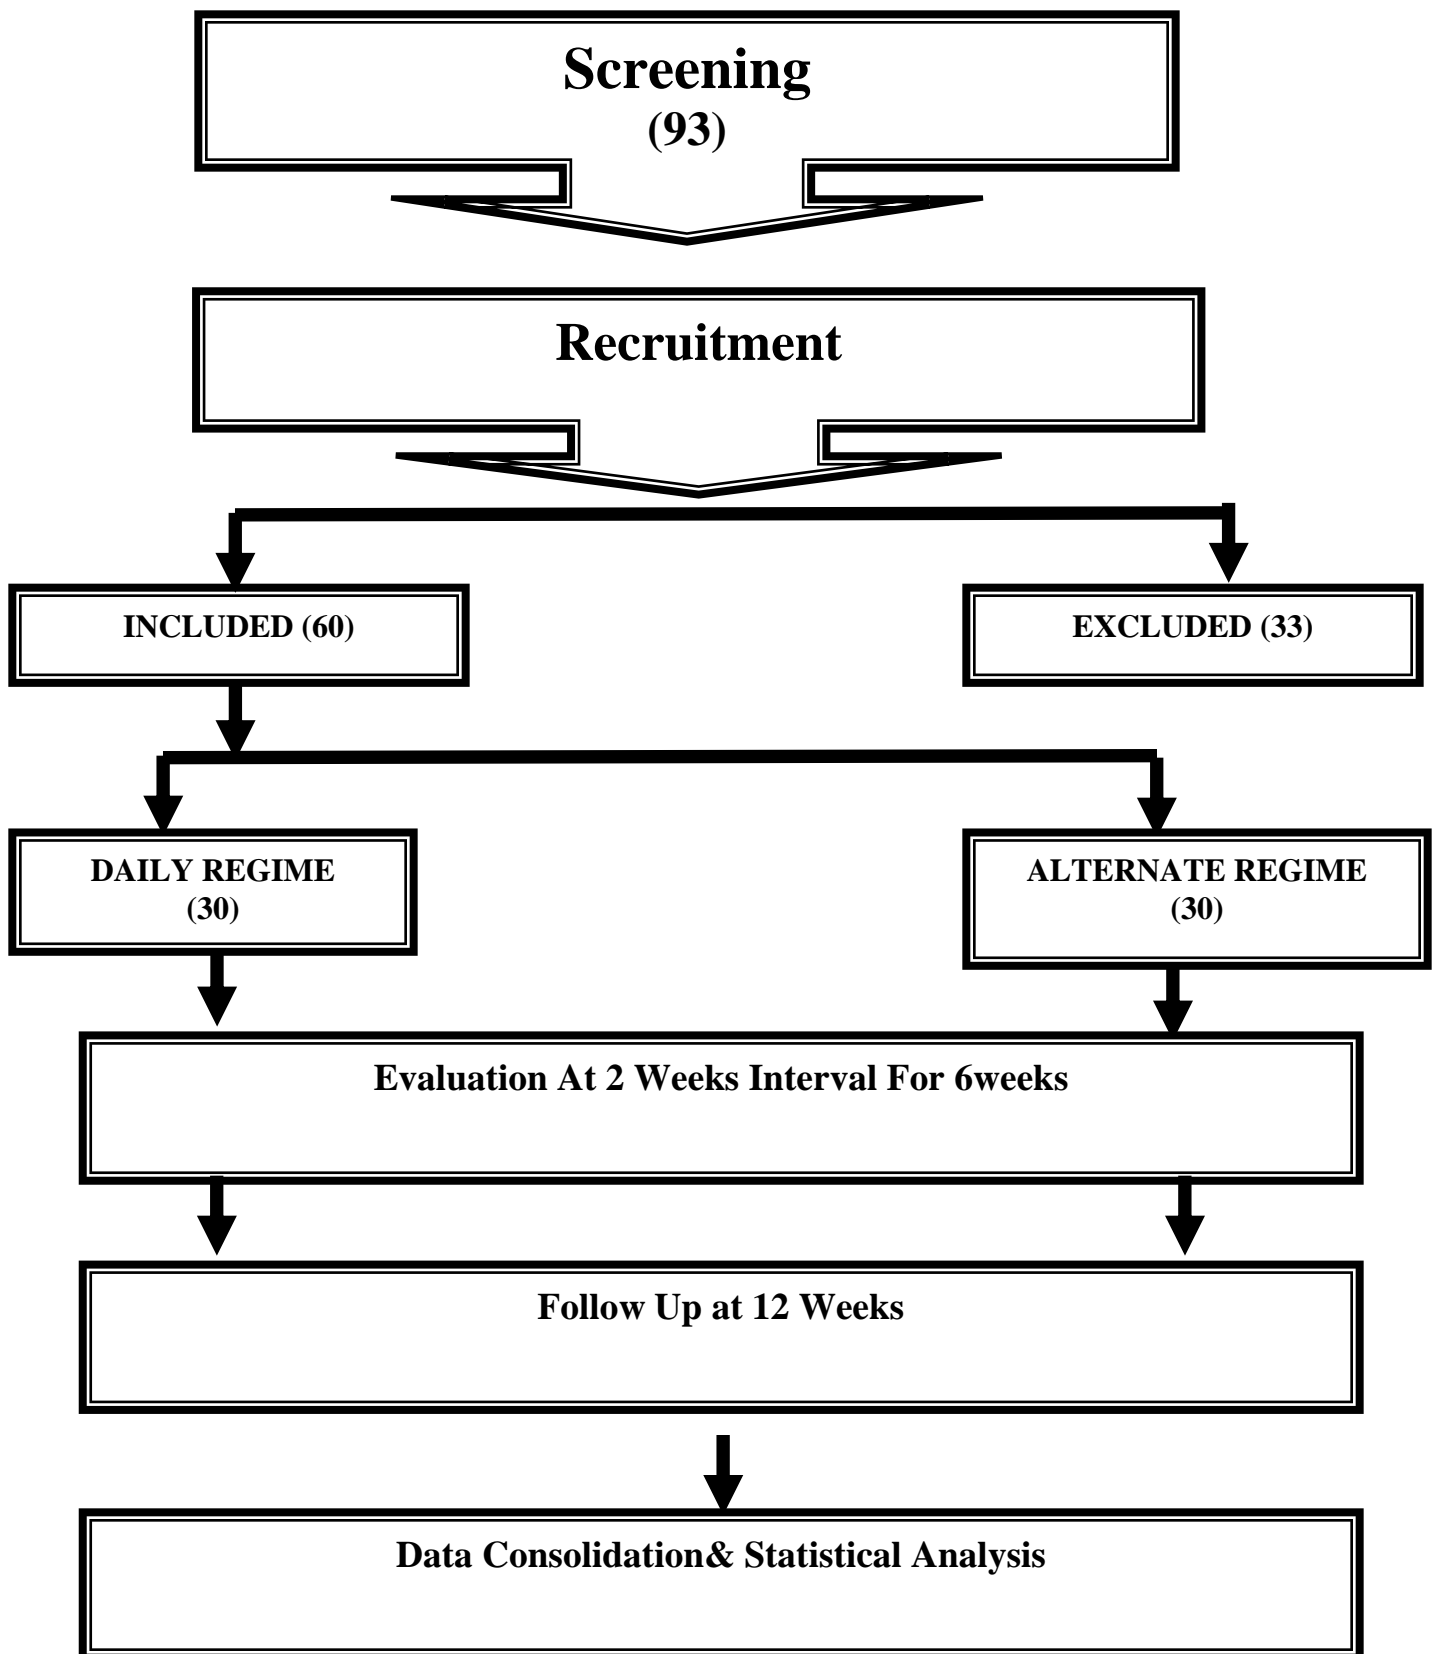 Screening
(93)
Recruitment
INCLUDED (60)
EXCLUDED (33)
DAILY REGIME
(30)
ALTERNATE REGIME
(30)
Evaluation At 2 Weeks Interval For 6weeks
Follow Up at 12 Weeks
Data Consolidation& Statistical Analysis